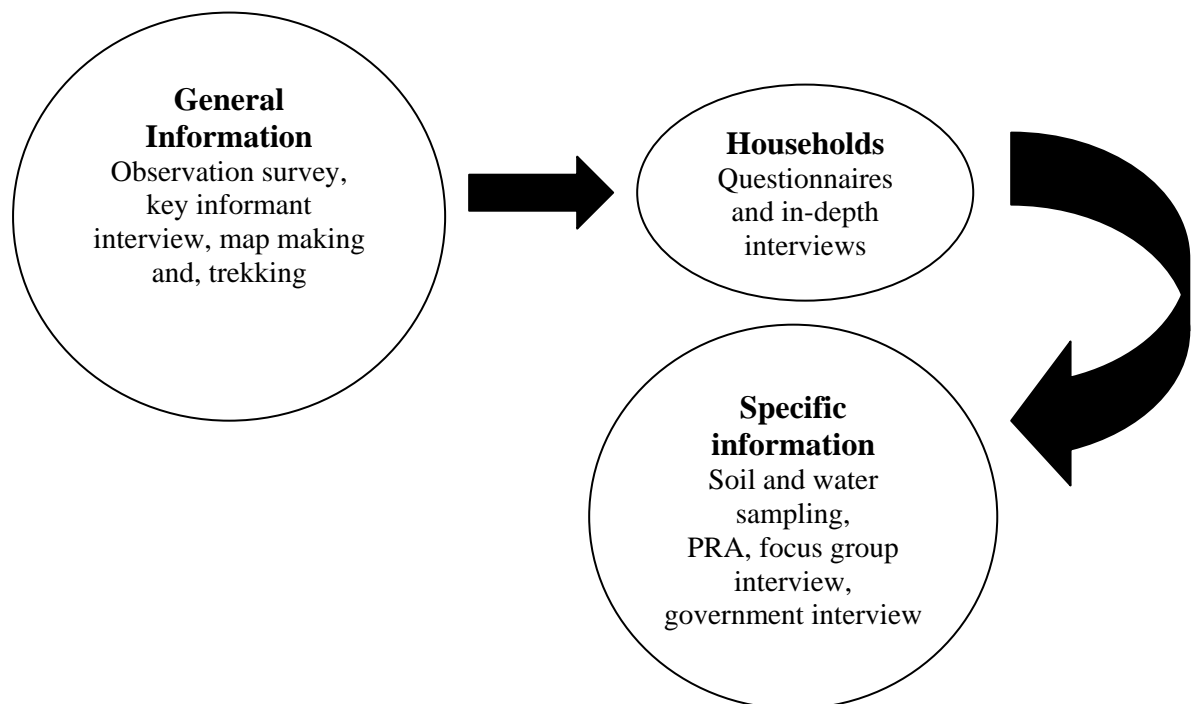 General
Information
Observation survey,
key informant
interview, map making
and, trekking
Households
Questionnaires
and in-depth
interviews
Specific
information
Soil and water
sampling,
PRA, focus group
interview,
government interview